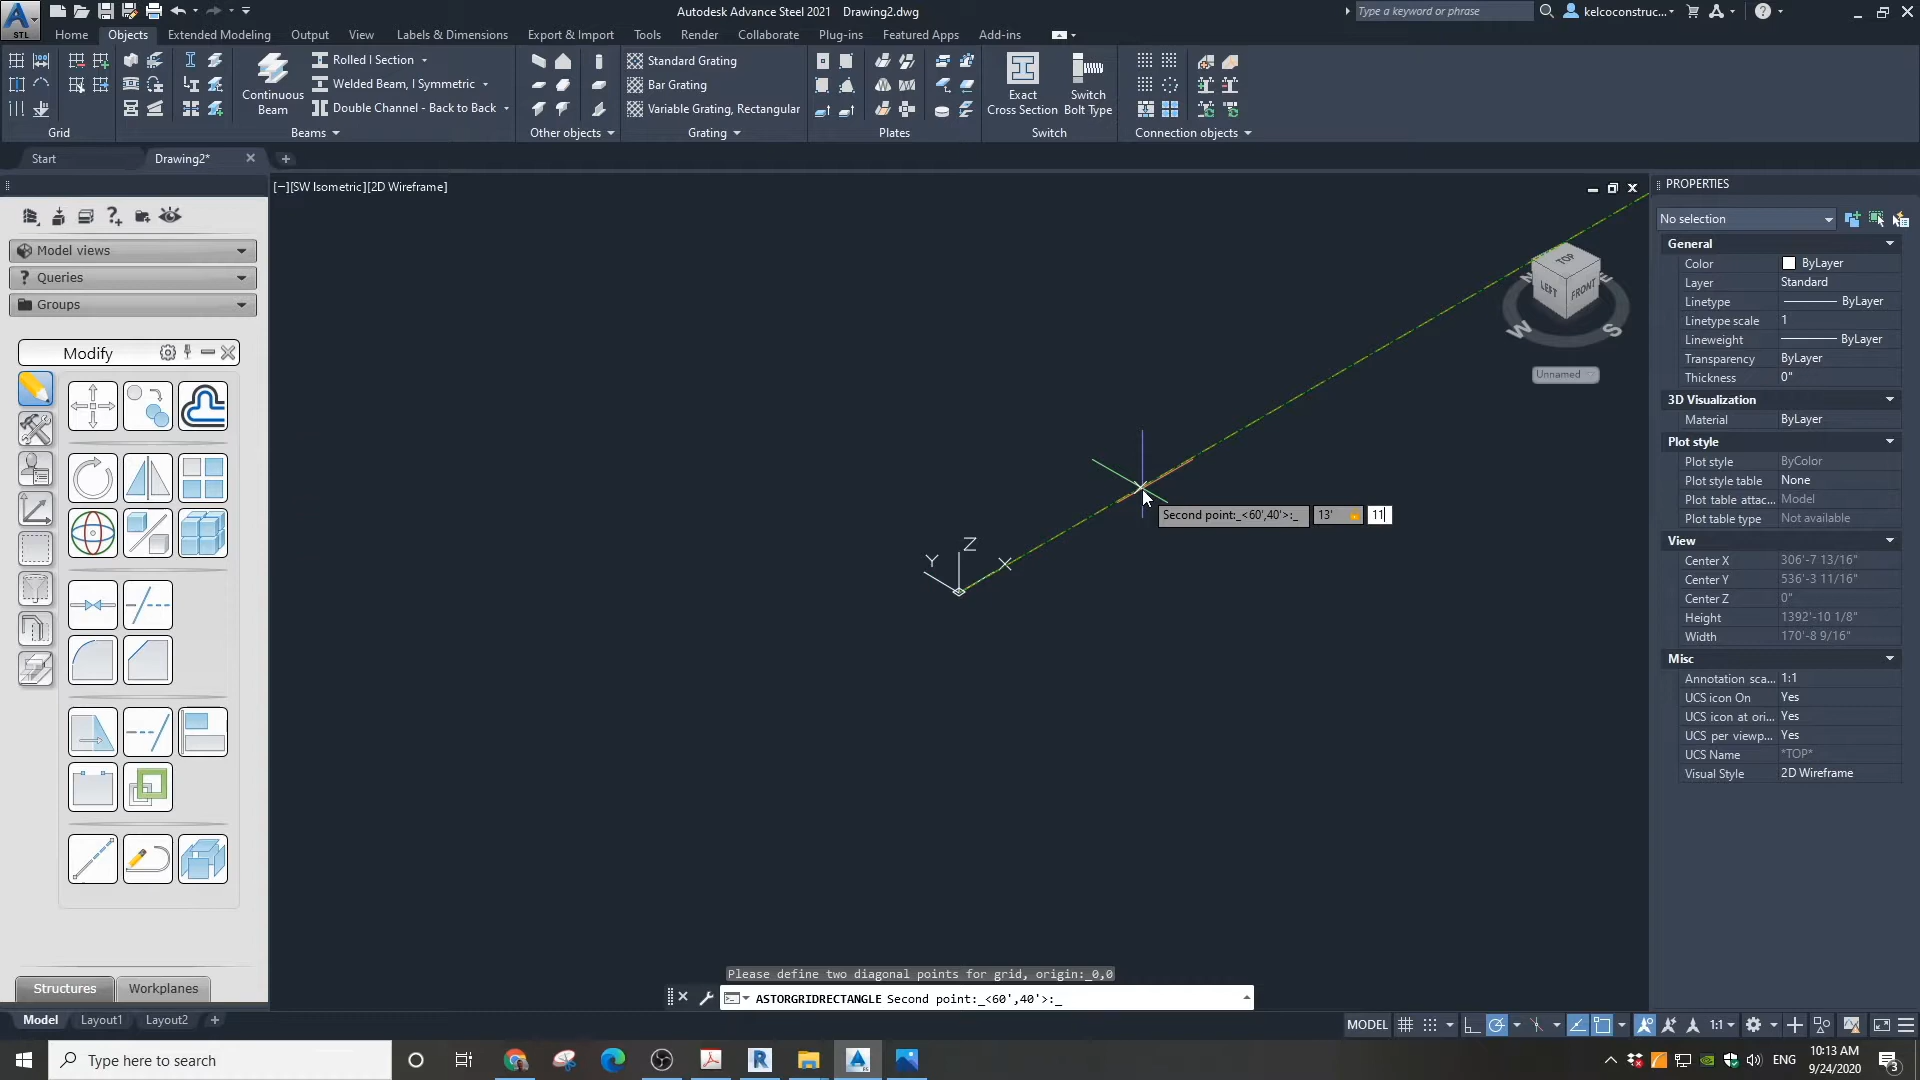 Autodesk Advance Steel 2021 Drawing2.dwg
Type a keyword or phrase
kelcoconstruc...
STL
Home Objects Extended Modeling Output View Labels & Dimensions Export & Import Tools Render Collaborate Plug-ins Featured Apps Add-ins
Rolled I Section
Welded Beam, I Symmetric
Double Channel - Back to Back
Continuous Beam
Standard Grating
Bar Grating
Variable Grating, Rectangular
Exact Cross Section
Switch Bolt Type
Grid Beams Other objects Grating Plates Switch Connection objects
Start Drawing2*
[−][SW Isometric][2D Wireframe]
Model views
Queries
Groups
Modify
Structures Workplanes
TOP
LEFT FRONT
W S
Unnamed
Z
Y
X
Second point:_<60',40'>:_ 13' 11
PROPERTIES
No selection
General
Color ByLayer
Layer Standard
Linetype ByLayer
Linetype scale 1
Lineweight ByLayer
Transparency ByLayer
Thickness 0"
3D Visualization
Material ByLayer
Plot style
Plot style ByColor
Plot style table None
Plot table attac... Model
Plot table type Not available
View
Center X 306'-7 13/16"
Center Y 536'-3 11/16"
Center Z 0"
Height 1392'-10 1/8"
Width 170'-8 9/16"
Misc
Annotation sca... 1:1
UCS icon On Yes
UCS icon at ori... Yes
UCS per viewp... Yes
UCS Name *TOP*
Visual Style 2D Wireframe
Please define two diagonal points for grid, origin:_0,0
ASTORGRIDRECTANGLE Second point:_<60',40'>:_
Model Layout1 Layout2
MODEL 1:1
Type here to search
ENG
10:13 AM
9/24/2020
3